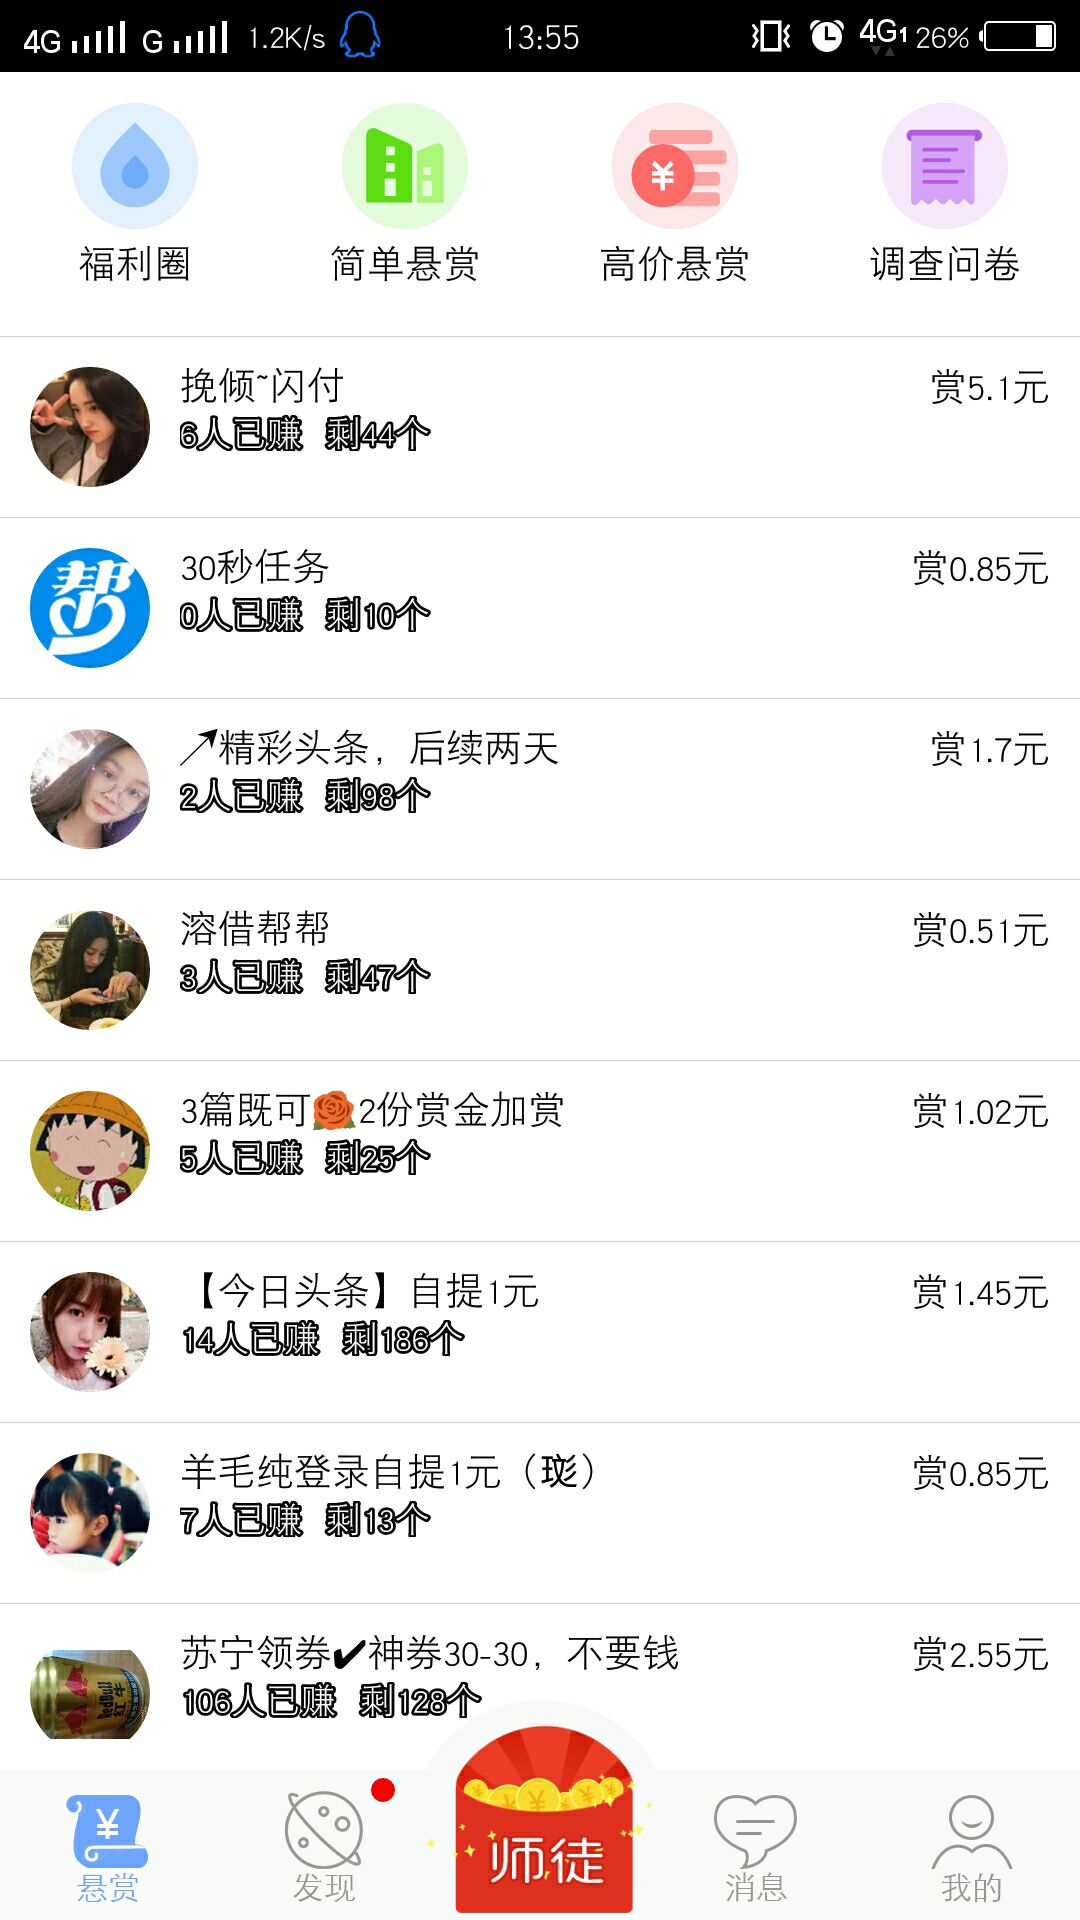 4G G 1.2K/s 13:55 4G1 26%
福利圈 简单悬赏 高价悬赏 调查问卷
挽倾~闪付 赏5.1元
6人已赚 剩44个
帮
30秒任务 赏0.85元
0人已赚 剩10个
↗精彩头条，后续两天 赏1.7元
2人已赚 剩98个
溶借帮帮 赏0.51元
3人已赚 剩47个
3篇既可🌹2份赏金加赏 赏1.02元
5人已赚 剩25个
【今日头条】自提1元 赏1.45元
14人已赚 剩186个
羊毛纯登录自提1元（玧） 赏0.85元
7人已赚 剩13个
苏宁领券✔神券30-30，不要钱 赏2.55元
106人已赚 剩128个
RedBull
红牛
师徒
悬赏 发现 消息 我的